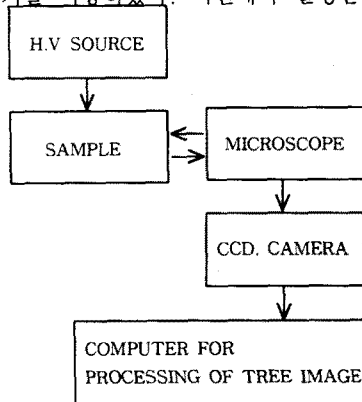 H.V SOURCE
SAMPLE
MICROSCOPE
CCD. CAMERA
COMPUTER FOR
PROCESSING OF TREE IMAGE